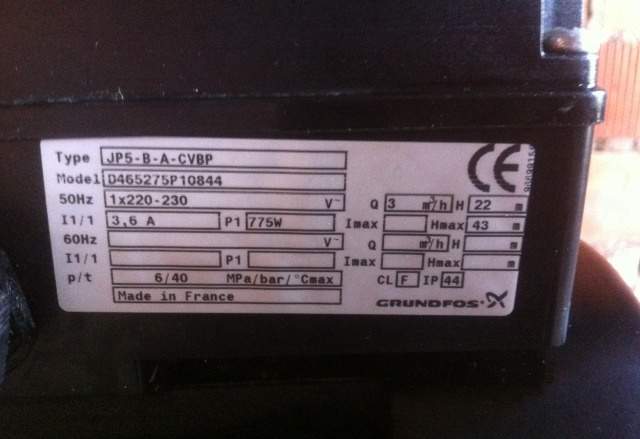 Type JP5-B-A-CVBP
Model D465275P10844
50Hz 1x220-230 V~ Q 3 m³/h H 22 m
I1/1 3,6 A P1 775W Imax Hmax 43 m
60Hz V~ Q m³/h H m
I1/1 P1 Imax Hmax m
p/t 6/40 MPa/bar/°Cmax CL F IP 44
Made in France GRUNDFOS
CE